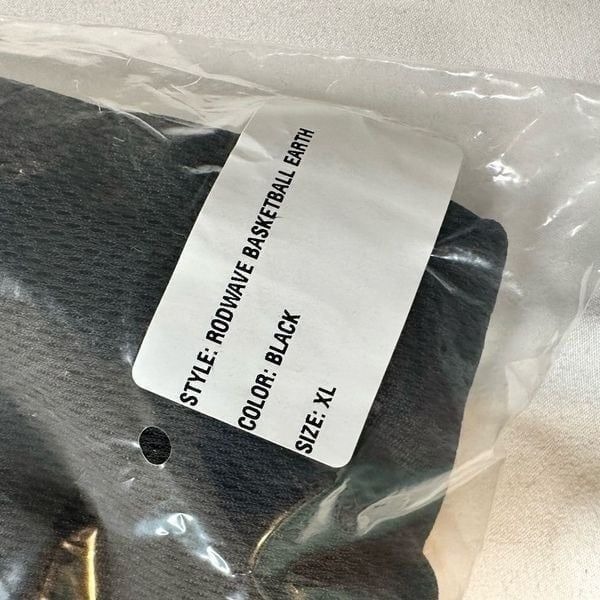 STYLE: RODWAVE BASKETBALL EARTH
COLOR: BLACK
SIZE: XL